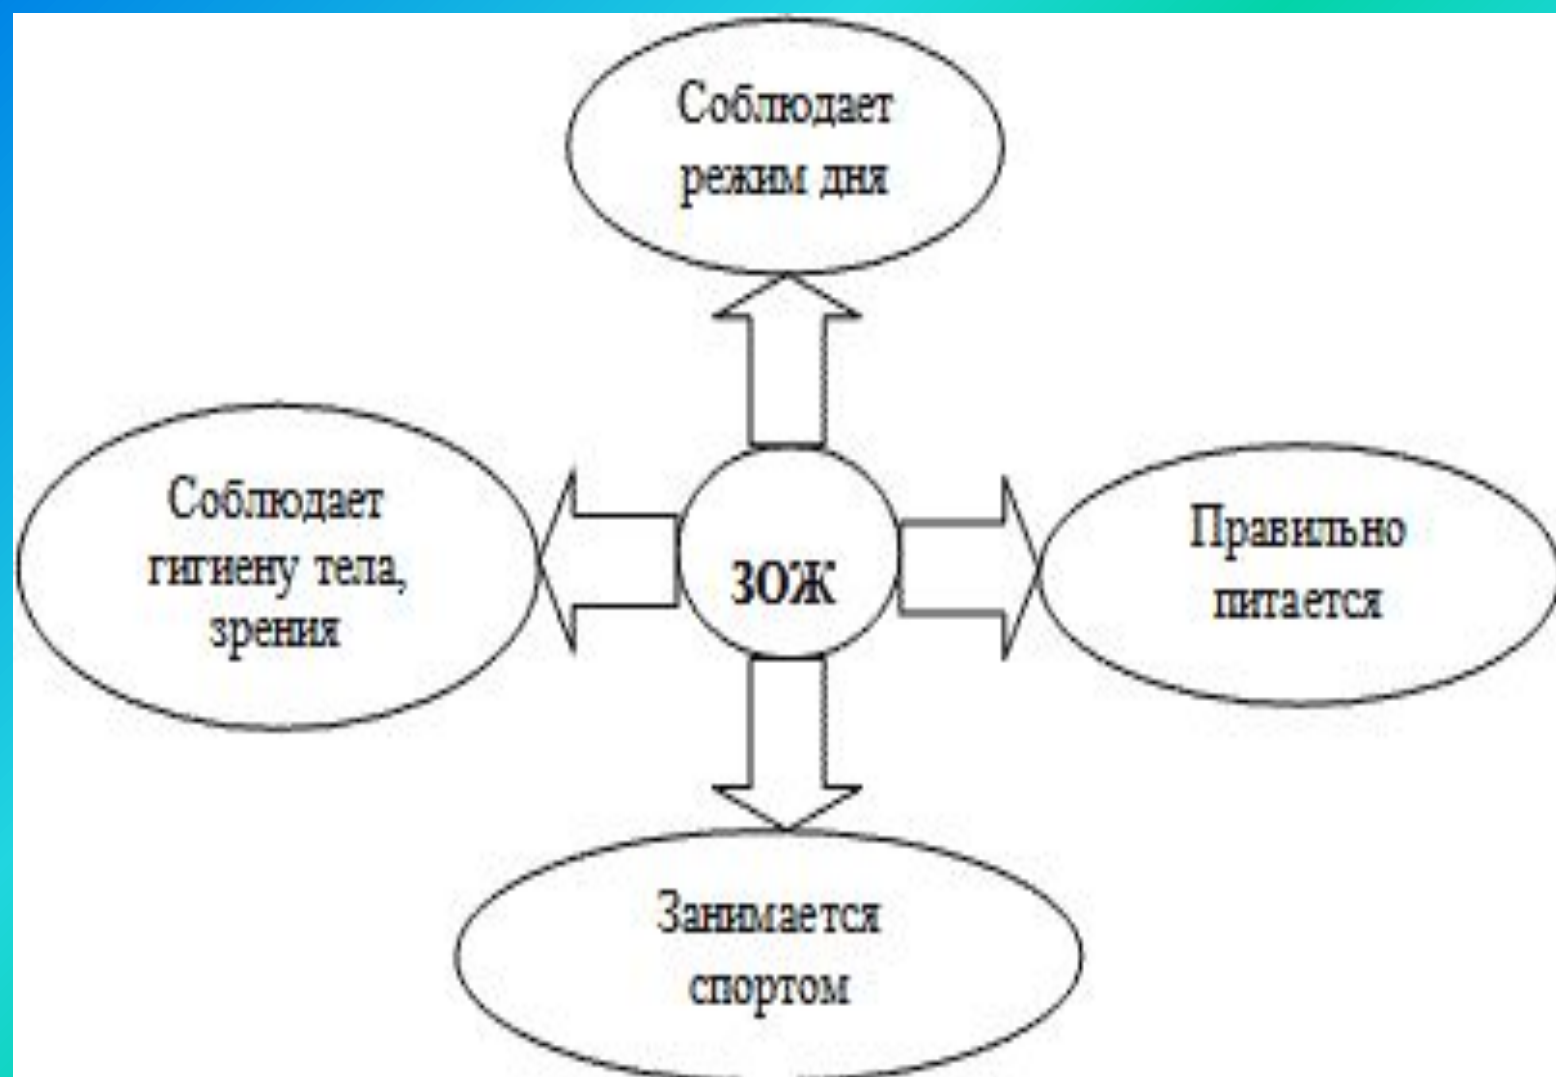 Соблюдает
режим дня
Соблюдает
гигиену тела,
зрения
ЗОЖ
Правильно
питается
Занимается
спортом